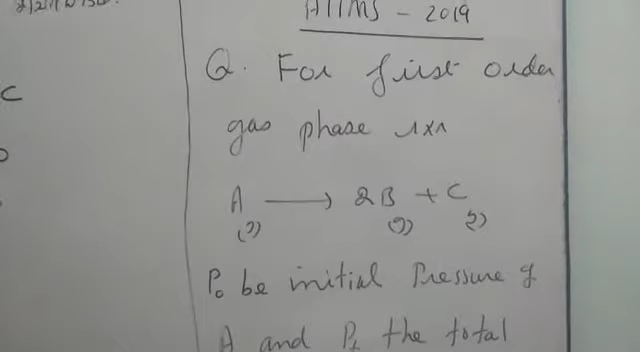 AIIMS - 2019
Q. For first order
gas phase rxn
A → 2B + C
(g) (g) (g)
P₀ be initial Pressure of
A and Pt the total
C